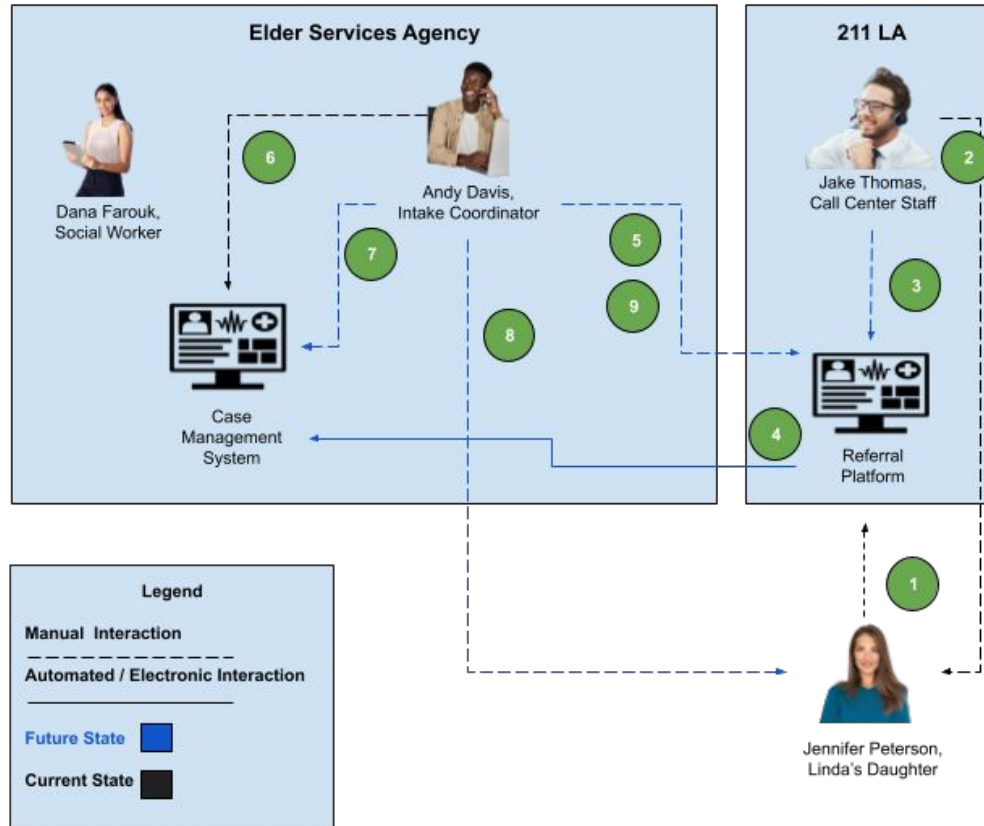 Elder Services Agency
211 LA
6
2
Dana Farouk,
Social Worker
Andy Davis,
Intake Coordinator
Jake Thomas,
Call Center Staff
7
5
3
9
8
Case
Management
System
4
Referral
Platform
1
Legend
Manual Interaction
Automated / Electronic Interaction
Future State
Current State
Jennifer Peterson,
Linda's Daughter